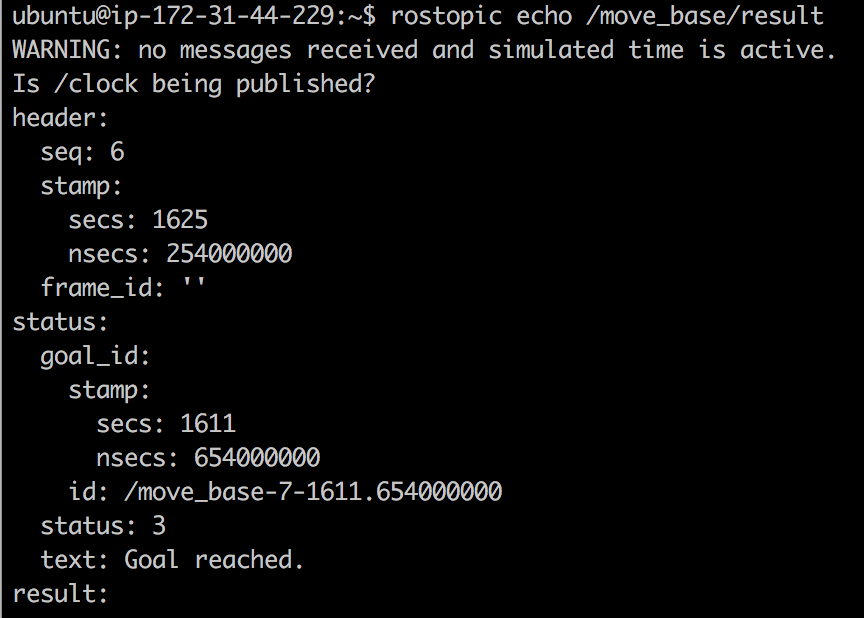 ubuntu@ip-172-31-44-229:~$ rostopic echo /move_base/result
WARNING: no messages received and simulated time is active.
Is /clock being published?
header:
  seq: 6
  stamp:
    secs: 1625
    nsecs: 254000000
  frame_id: ''
status:
  goal_id:
    stamp:
      secs: 1611
      nsecs: 654000000
    id: /move_base-7-1611.654000000
  status: 3
  text: Goal reached.
result: